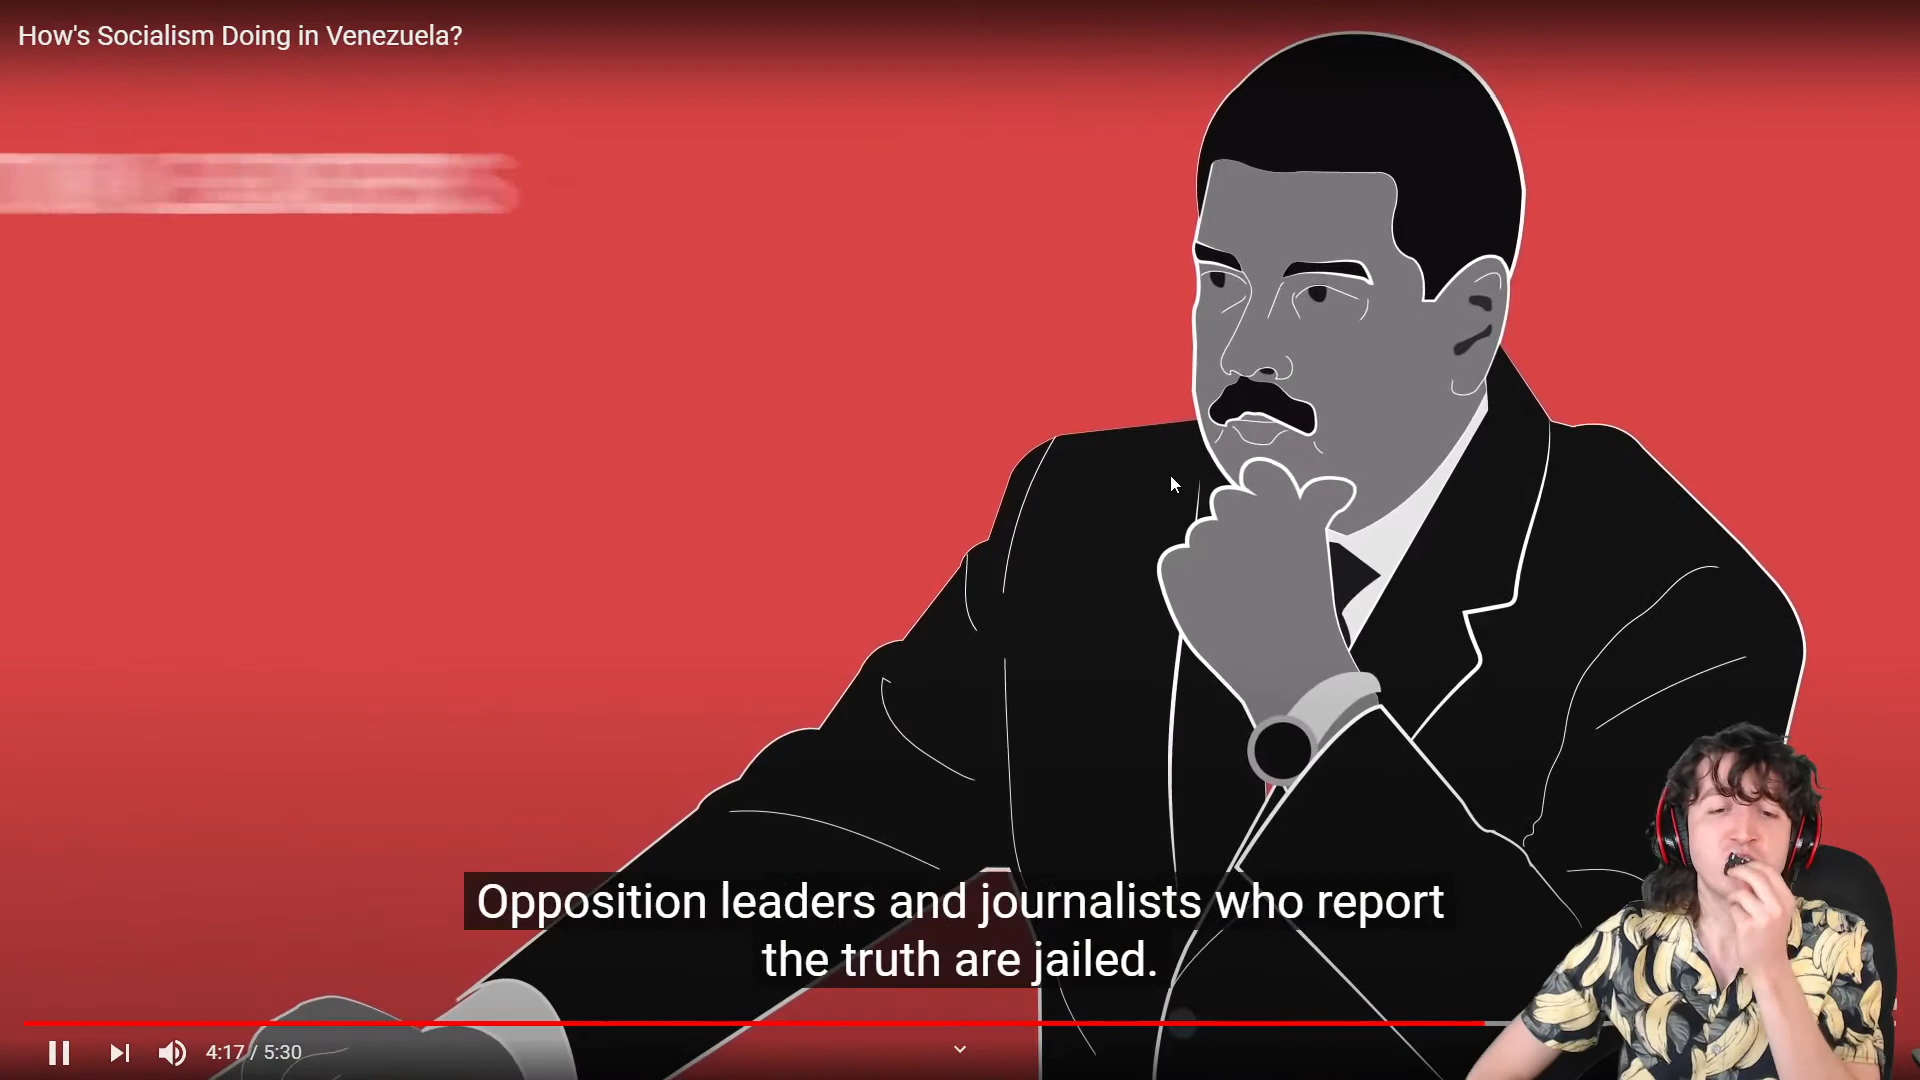 How's Socialism Doing in Venezuela?
Opposition leaders and journalists who report
the truth are jailed.
4:17 / 5:30